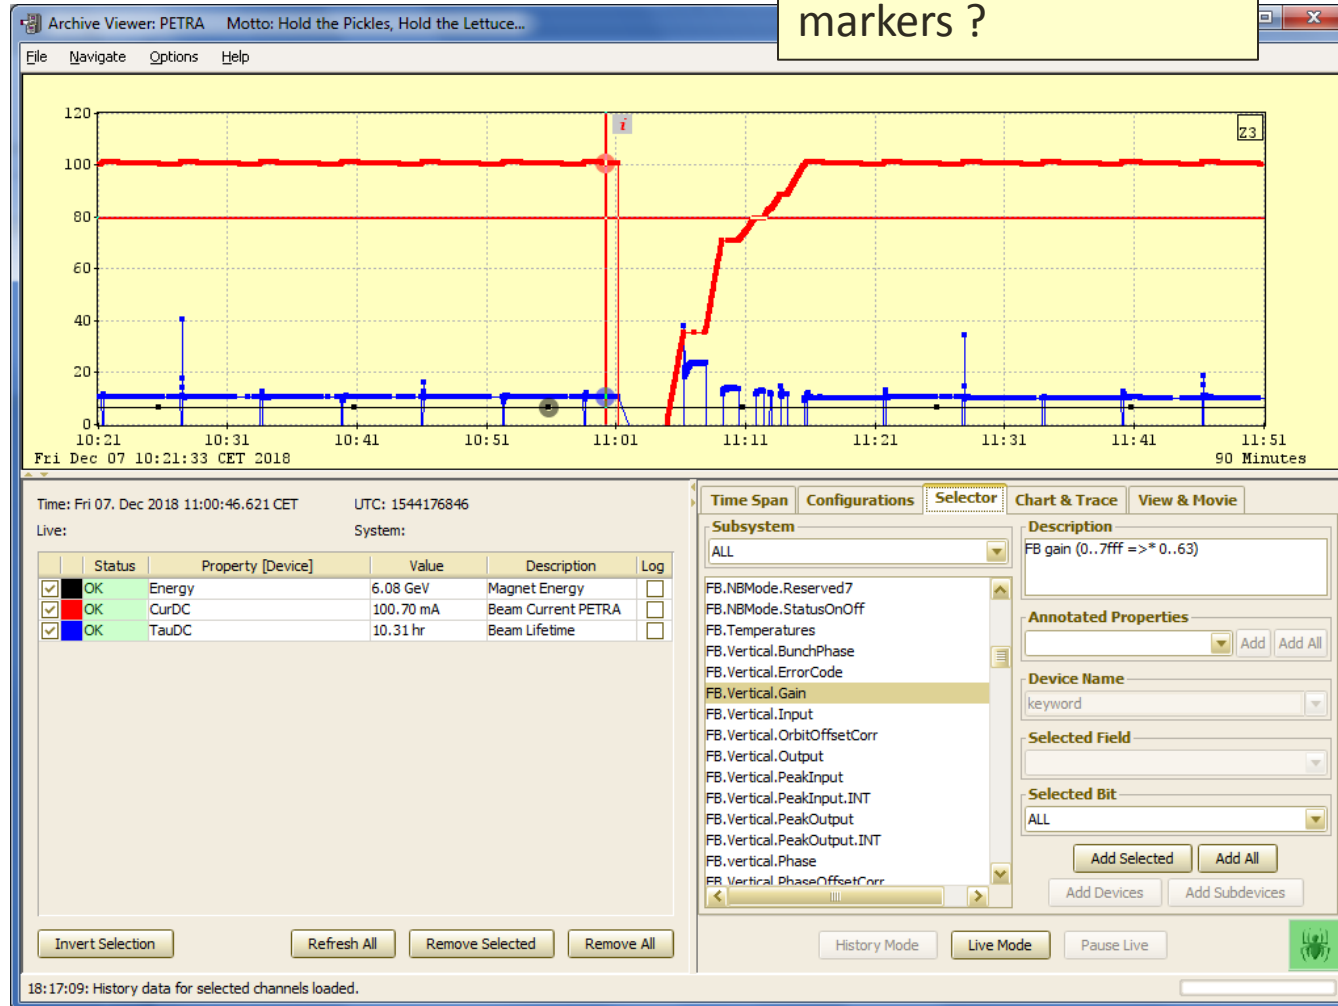 markers ?
Archive Viewer: PETRA Motto: Hold the Pickles, Hold the Lettuce...
File Navigate Options Help
120
100
80
60
40
20
0
i
Z3
10:21 10:31 10:41 10:51 11:01 11:11 11:21 11:31 11:41 11:51
Fri Dec 07 10:21:33 CET 2018 90 Minutes
Time: Fri 07. Dec 2018 11:00:46.621 CET UTC: 1544176846
Live: System:
Status Property [Device] Value Description Log
OK Energy 6.08 GeV Magnet Energy
OK CurDC 100.70 mA Beam Current PETRA
OK TauDC 10.31 hr Beam Lifetime
Invert Selection Refresh All Remove Selected Remove All
Time Span Configurations Selector Chart & Trace View & Movie
Subsystem
ALL
FB.NBMode.Reserved7
FB.NBMode.StatusOnOff
FB.Temperatures
FB.Vertical.BunchPhase
FB.Vertical.ErrorCode
FB.Vertical.Gain
FB.Vertical.Input
FB.Vertical.OrbitOffsetCorr
FB.Vertical.Output
FB.Vertical.PeakInput
FB.Vertical.PeakInput.INT
FB.Vertical.PeakOutput
FB.Vertical.PeakOutput.INT
FB.vertical.Phase
FB.Vertical.PhaseOffsetCorr
Description
FB gain (0..7fff =>* 0..63)
Annotated Properties
Add Add All
Device Name
keyword
Selected Field
Selected Bit
ALL
Add Selected Add All
Add Devices Add Subdevices
History Mode Live Mode Pause Live
18:17:09: History data for selected channels loaded.